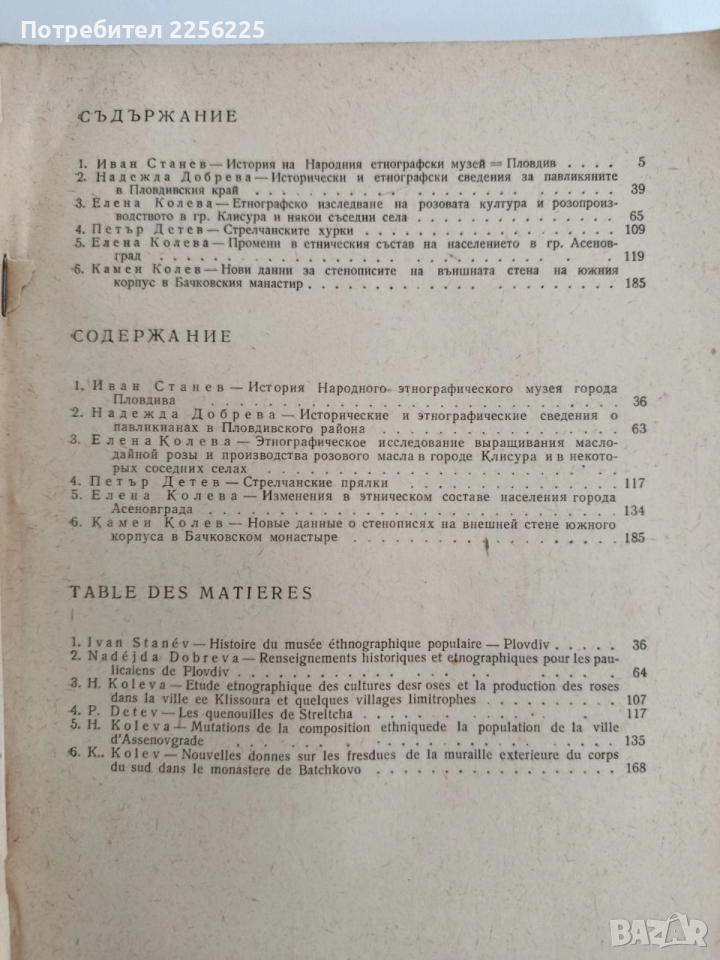 Потребител 2256225
СЪДЪРЖАНИЕ
1. Иван Станев — История на Народния етнографски музей = Пловдив . . . . 5
2. Надежда Добрева — Исторически и етнографски сведения за павликяните
в Пловдивския край . . . . . . . . . . . . . . . . . . 39
3. Елена Колева — Етнографско изследване на розовата култура и розопроиз-
водството в гр. Клисура и някои съседни села . . . . . . . . . . 65
4. Петър Детев — Стрелчанските хурки . . . . . . . . . . . . . 109
5. Елена Колева — Промени в етническия състав на населението в гр. Асенов-
град . . . . . . . . . . . . . . . . . . . . . . . . 119
6. Камен Колев — Нови данни за стенописите на външната стена на южния
корпус в Бачковския манастир . . . . . . . . . . . . . . . 185
СОДЕРЖАНИЕ
1. Иван Станев — История Народного этнографического музея города
Пловдива . . . . . . . . . . . . . . . . . . . . . . 36
2. Надежда Добрева — Исторические и этнографические сведения о
павликианах в Пловдивского района . . . . . . . . . . . . . 63
3. Елена Колева — Этнографическое исследование выращивания масло-
дайной розы и производства розового масла в городе Клисура и в некото-
рых соседних селах . . . . . . . . . . . . . . . . . .
4. Петър Детев — Стрелчанские прялки . . . . . . . . . . . . 117
5. Елена Колева — Изменения в этническом составе населения города
Асеновграда . . . . . . . . . . . . . . . . . . . . . 134
6. Камен Колев — Новые данные о стенописях на внешней стене южного
корпуса в Бачковском монастыре . . . . . . . . . . . . . . 185
TABLE DES MATIERES
1. Ivan Stanév — Histoire du musée éthnographique populaire — Plovdiv . . . . 36
2. Nadéjda Dobreva — Renseignements historiques et etnographiques pour les pau-
licaiens de Plovdiv . . . . . . . . . . . . . . . . . . 64
3. H. Koleva — Etude etnographique des cultures desr oses et la production des roses
dans la ville ee Klissoura et quelques villages limitrophes . . . . . . . 107
4. P. Detev — Les quenouilles de Streltcha . . . . . . . . . . . . 117
5. H. Koleva — Mutations de la composition ethniquede la population de la ville
d'Assenovgrade . . . . . . . . . . . . . . . . . . . . 135
6. K.. Kolev — Nouvelles donnes sur les fresdues de la muraille exterieure du corps
du sud dans le monastere de Batchkovo . . . . . . . . . . . . 168
BAZAR